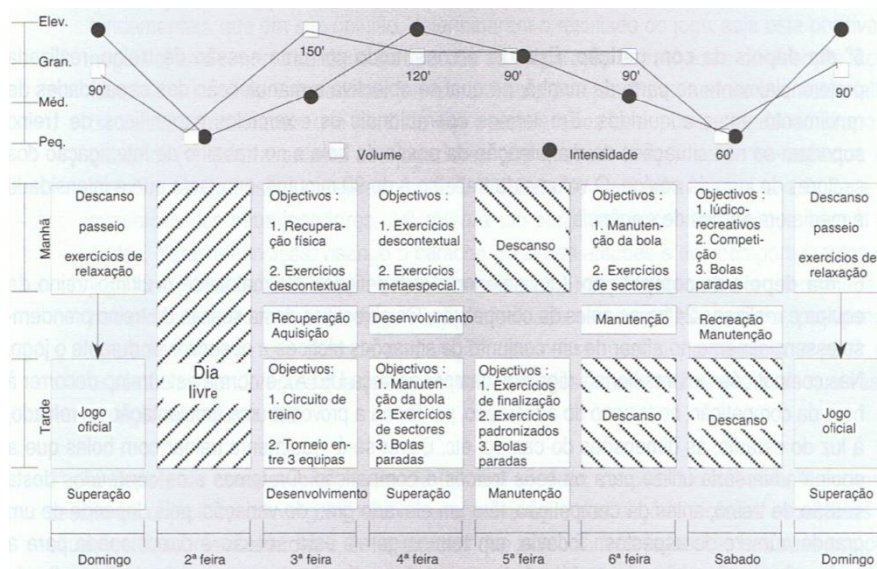 Elev.
Gran.
Méd.
Peq.
90'
150'
120'
90'
90'
60'
90'
Volume
Intensidade
Manhã
Descanso
passeio
exercícios de
relaxação
Objectivos :
1. Recupera-
ção física
2. Exercícios
descontextual
Objectivos :
1. Exercícios
descontextual
2. Exercícios
metaespecial.
Descanso
Objectivos :
1. Manuten-
ção da bola
2. Exercícios
de sectores
Objectivos :
1. lúdico-
recreativos
2. Competi-
ção
3. Bolas
paradas
Descanso
passeio
exercícios de
relaxação
Recuperação
Aquisição
Desenvolvimento
Manutenção
Recreação
Manutenção
Tarde
Jogo
oficial
Dia
livre
Objectivos:
1. Circuito de
treino
2. Torneio en-
tre 3 equipas
Objectivos :
1. Manuten-
ção da bola
2. Exercícios
de sectores
3. Bolas
paradas
Objectivos :
1. Exercícios
de finalização
2. Exercícios
padronizados
3. Bolas
paradas
Descanso
Descanso
Jogo
oficial
Superação
Desenvolvimento
Superação
Manutenção
Superação
Domingo
2ª feira
3ª feira
4ª feira
5ª feira
6ª feira
Sabado
Domingo